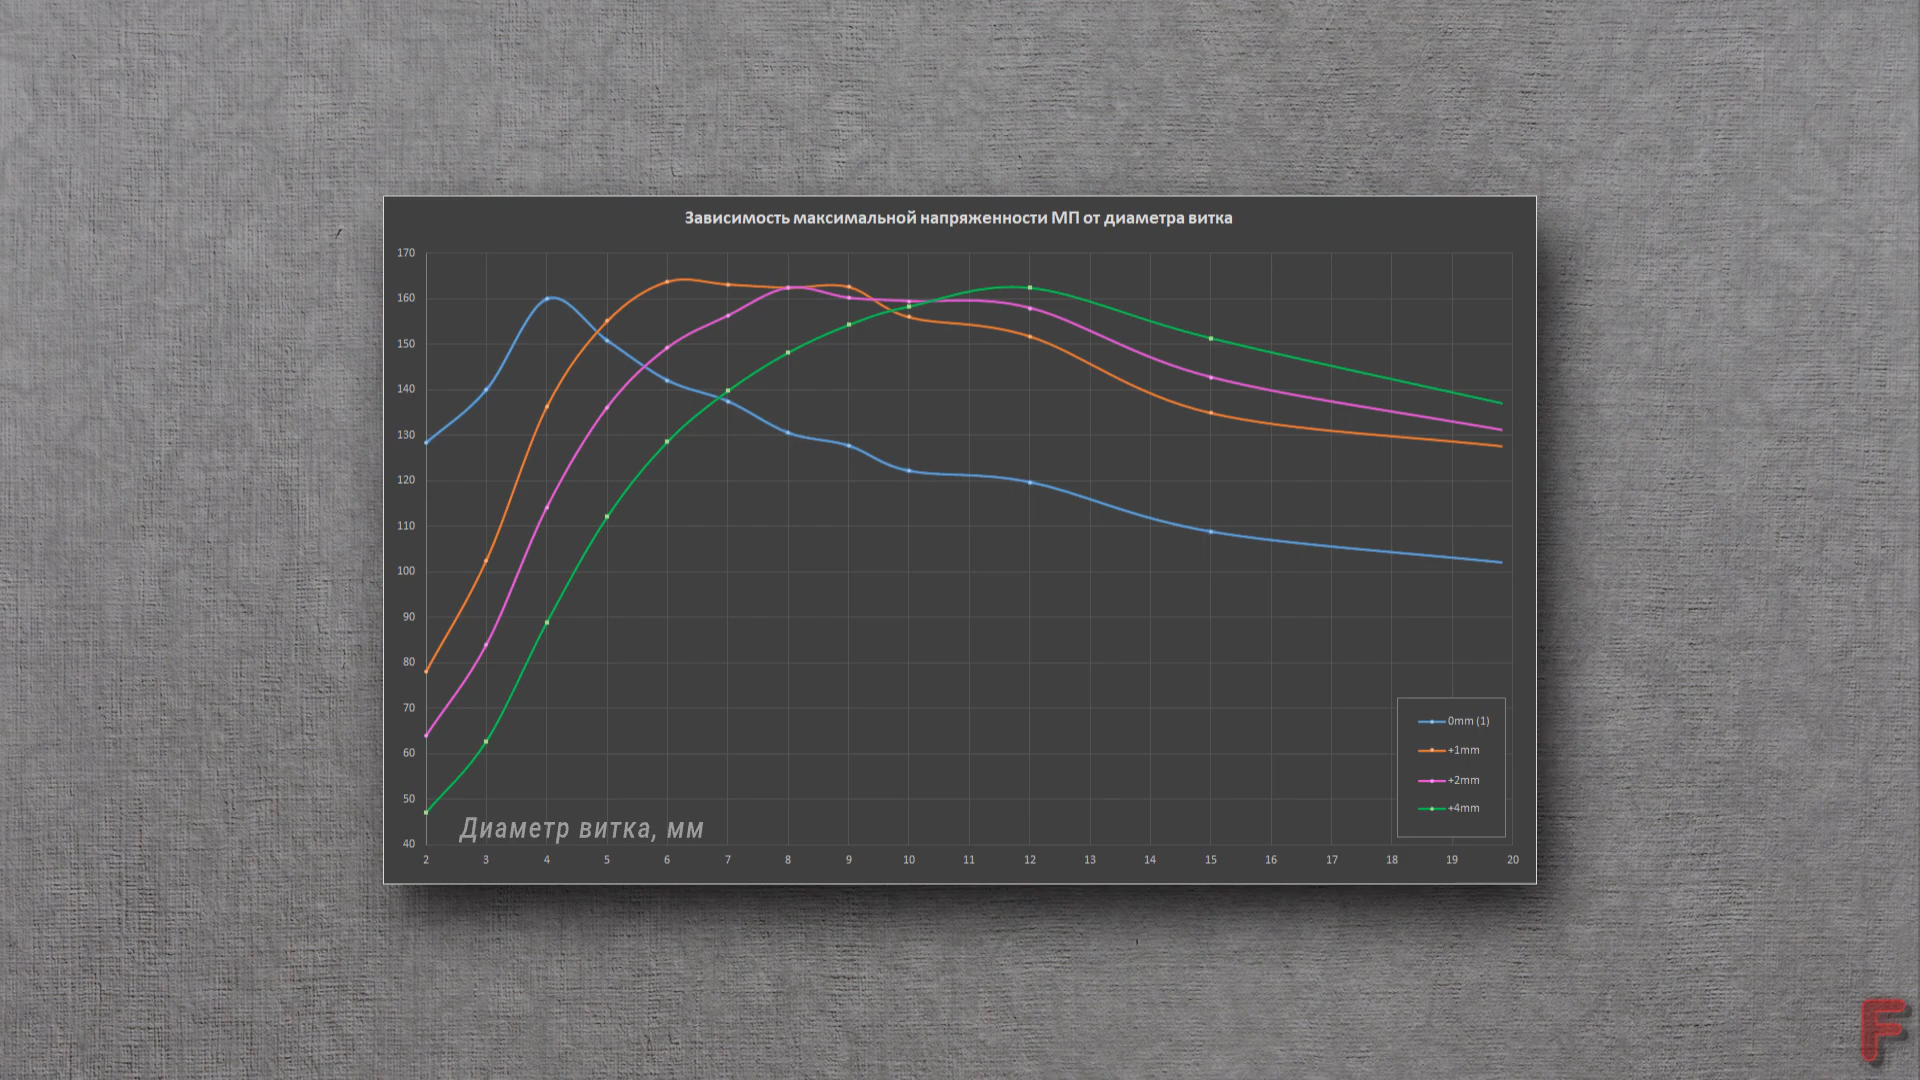 Зависимость максимальной напряженности МП от диаметра витка
170
160
150
140
130
120
110
100
90
80
70
60
50
40
0mm (1)
+1mm
+2mm
+4mm
Диаметр витка, мм
2 3 4 5 6 7 8 9 10 11 12 13 14 15 16 17 18 19 20
F